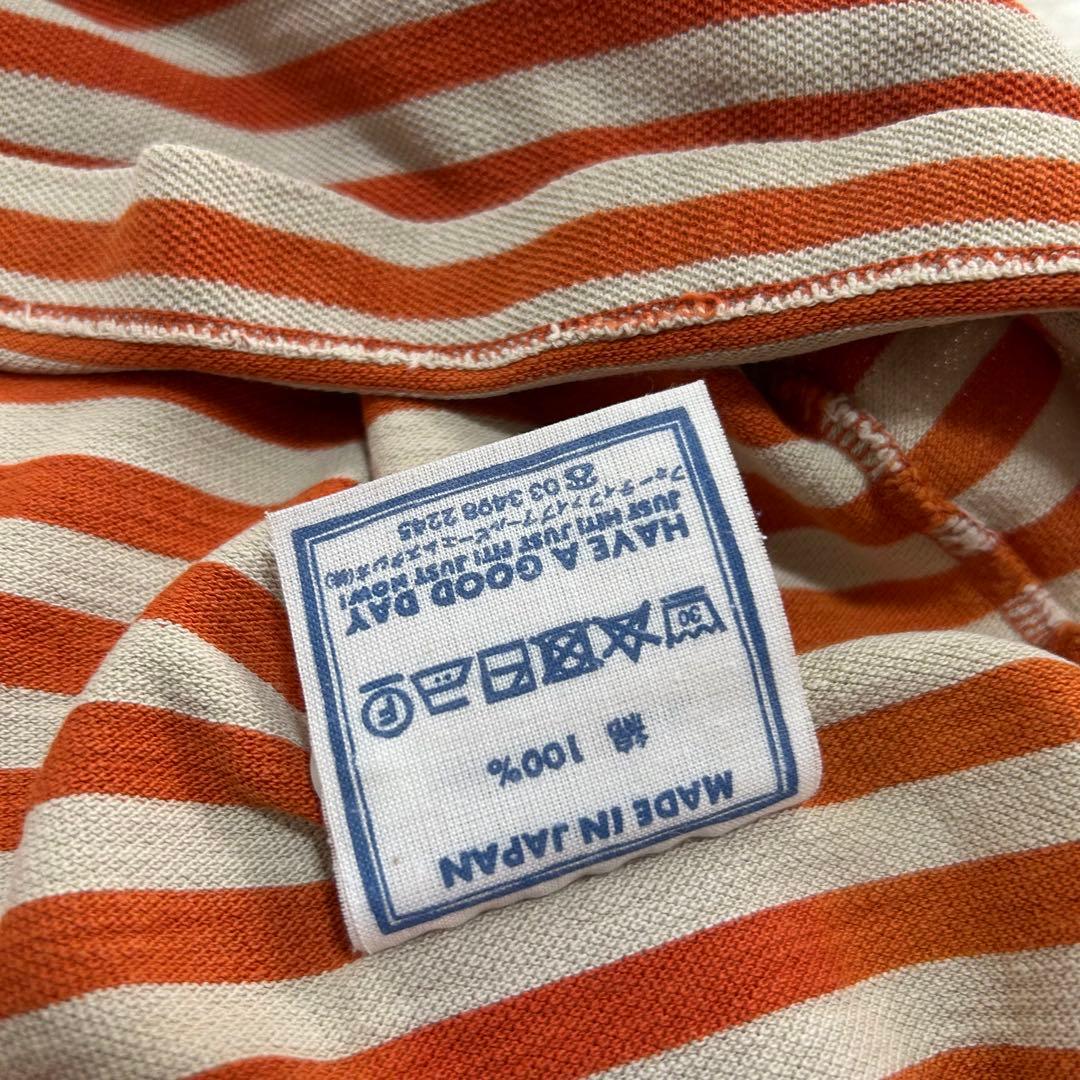 MADE IN JAPAN
綿 100%
30
F
HAVE A GOOD DAY
JUST HIT! JUST FIT! JUST NOW!
フォーティファイブアールピーエムスタジオ(株)
☎ 03 3498 2245